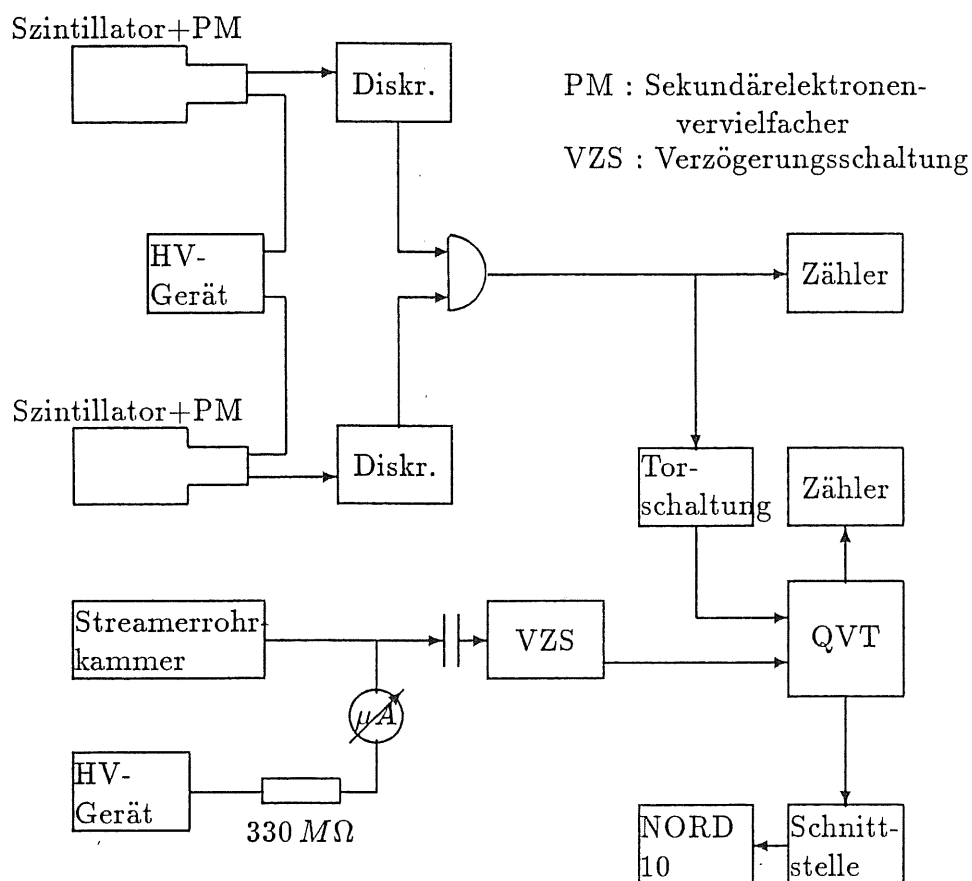 Szintillator+PM
Diskr.
PM : Sekundärelektronen-
vervielfacher
VZS : Verzögerungsschaltung
HV-
Gerät
Zähler
Szintillator+PM
Diskr.
Tor-
schaltung
Zähler
Streamerrohr-
kammer
VZS
QVT
μA
HV-
Gerät
330 MΩ
NORD
10
Schnitt-
stelle